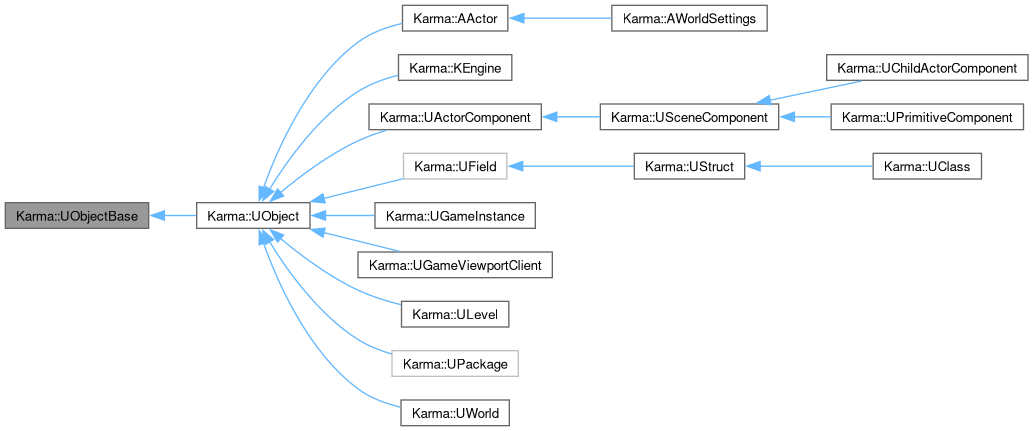 Karma::AActor
Karma::AWorldSettings
Karma::KEngine
Karma::UChildActorComponent
Karma::UActorComponent
Karma::USceneComponent
Karma::UPrimitiveComponent
Karma::UField
Karma::UStruct
Karma::UClass
Karma::UObjectBase
Karma::UObject
Karma::UGameInstance
Karma::UGameViewportClient
Karma::ULevel
Karma::UPackage
Karma::UWorld